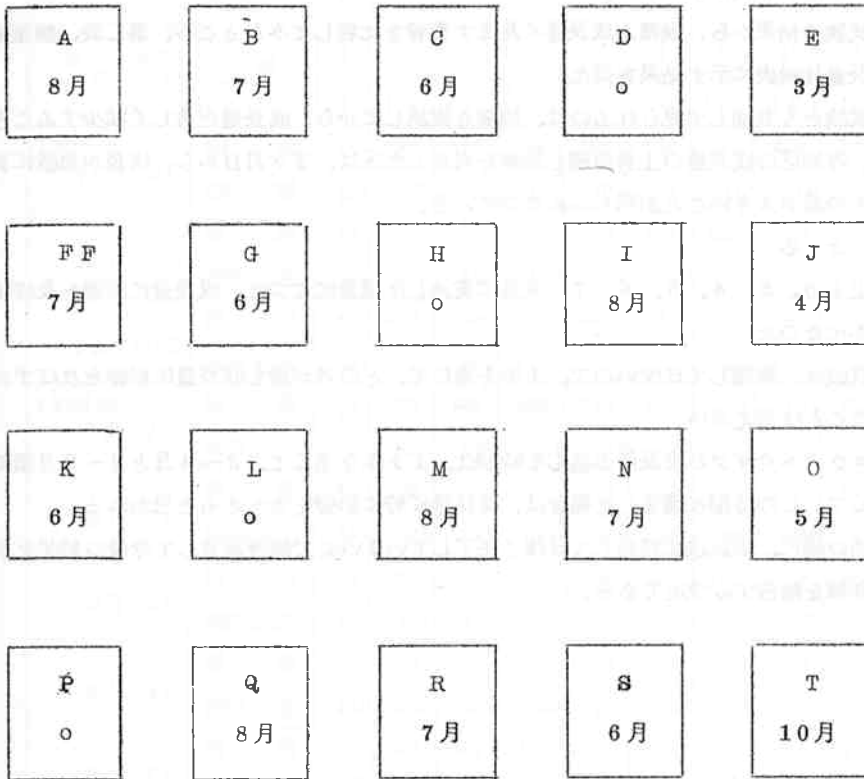 A B C D E
8月 7月 6月 o 3月
FF G H I J
7月 6月 o 8月 4月
K L M N O
6月 o 8月 7月 5月
P Q R S T
o 8月 7月 6月 10月